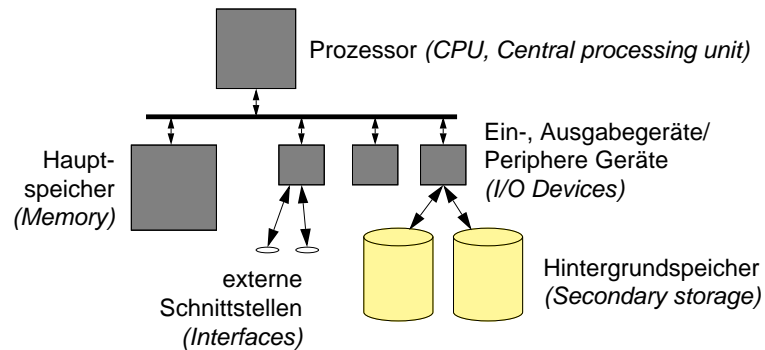 Prozessor (CPU, Central processing unit)
Haupt-
speicher
(Memory)
Ein-, Ausgabegeräte/
Periphere Geräte
(I/O Devices)
externe
Schnittstellen
(Interfaces)
Hintergrundspeicher
(Secondary storage)